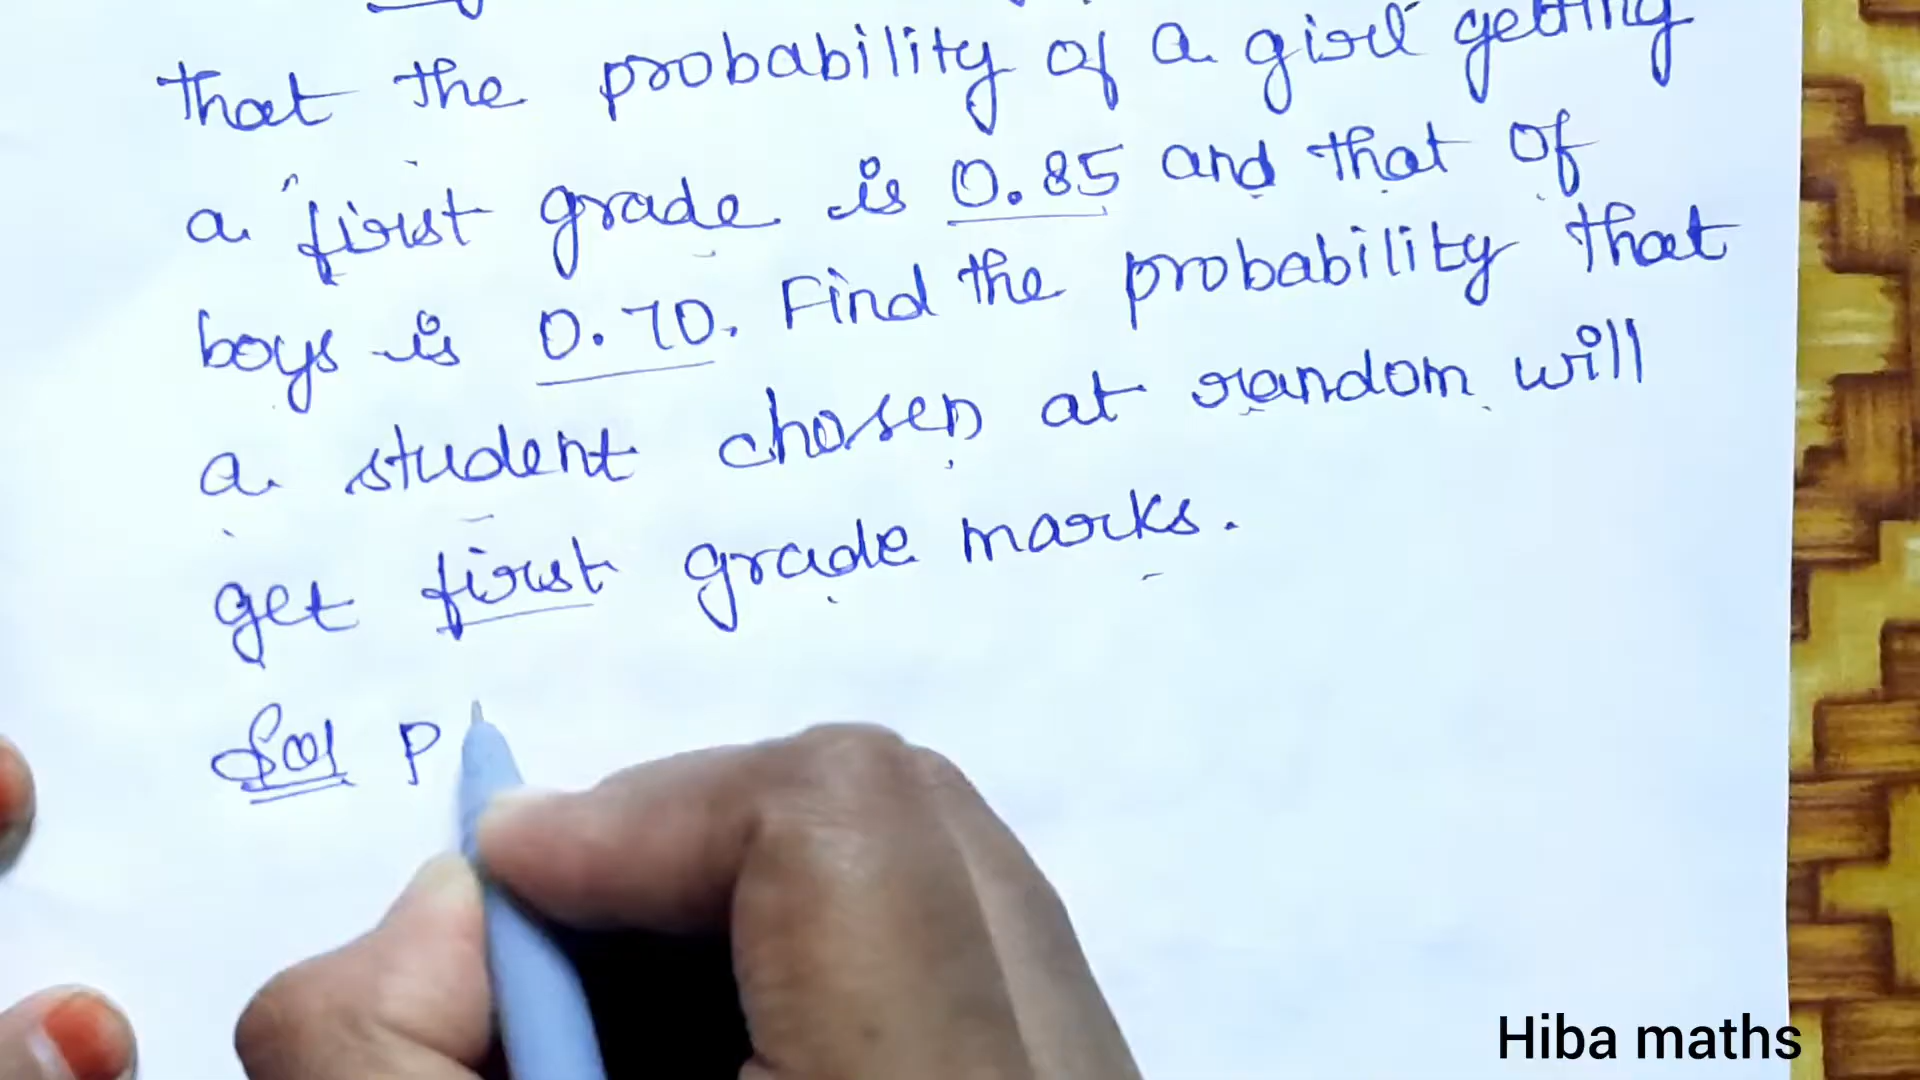 that the probability of a girl getting
a first grade is 0.85 and that of
boys is 0.70. Find the probability that
a student chosen at random will
get first grade marks.
Sol P
Hiba maths